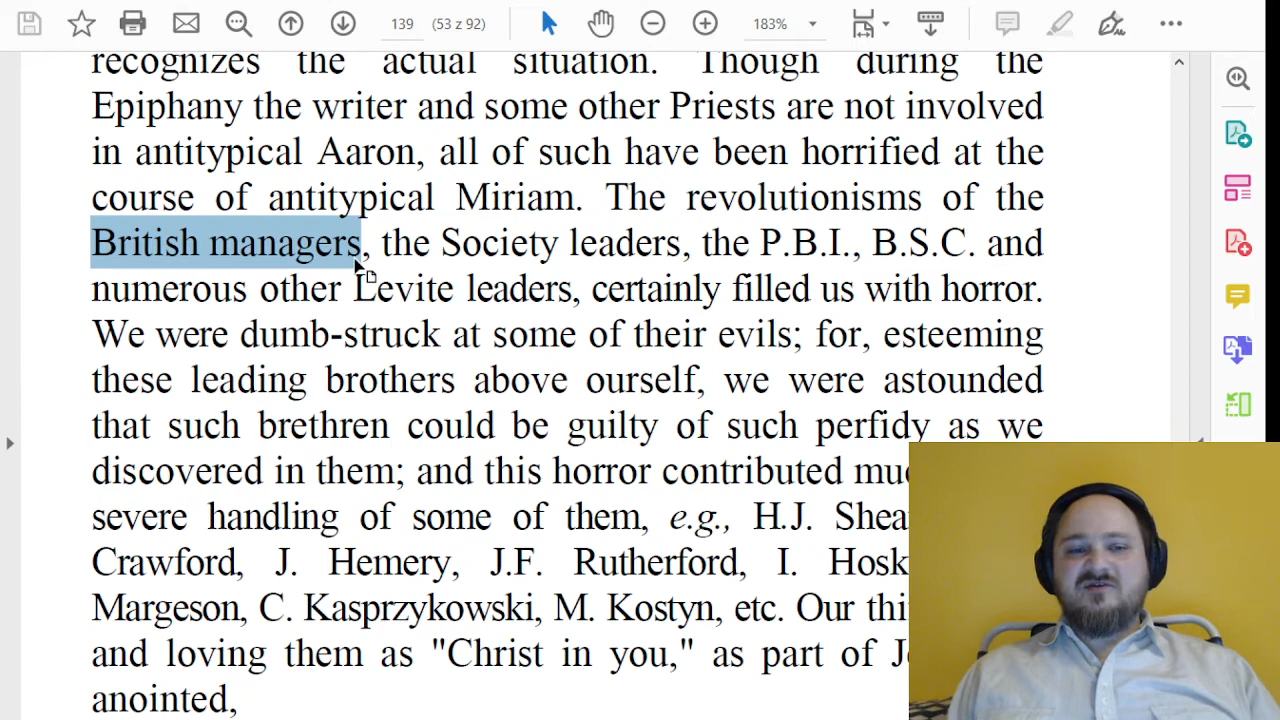 139 (53 z 92) 183%
recognizes the actual situation. Though during the
Epiphany the writer and some other Priests are not involved
in antitypical Aaron, all of such have been horrified at the
course of antitypical Miriam. The revolutionisms of the
British managers, the Society leaders, the P.B.I., B.S.C. and
numerous other Levite leaders, certainly filled us with horror.
We were dumb-struck at some of their evils; for, esteeming
these leading brothers above ourself, we were astounded
that such brethren could be guilty of such perfidy as we
discovered in them; and this horror contributed
severe handling of some of them, e.g., H.J.
Crawford, J. Hemery, J.F. Rutherford, I.
Margeson, C. Kasprzykowski, M. Kostyn, etc. Our
and loving them as "Christ in you," as part of
anointed,